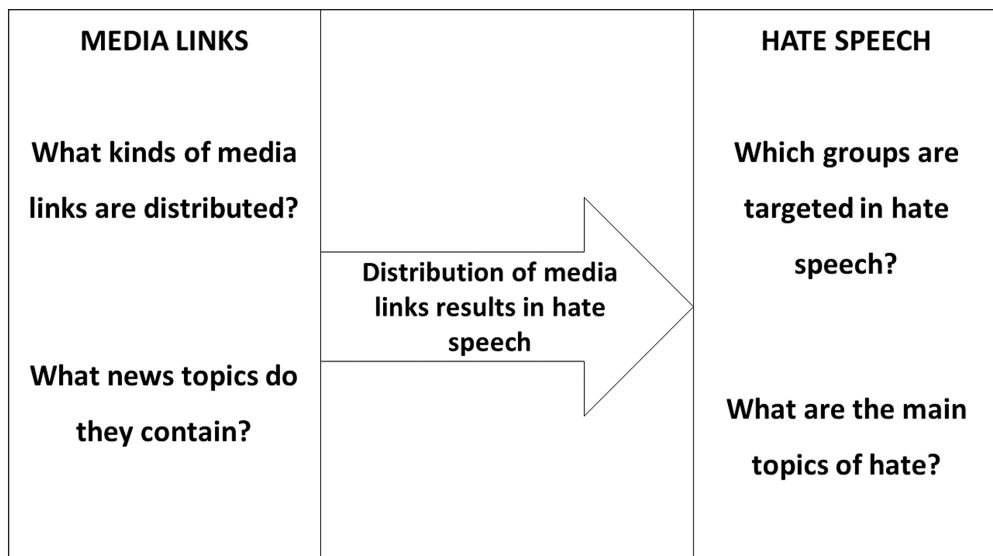 MEDIA LINKS
What kinds of media
links are distributed?
What news topics do
they contain?
Distribution of media
links results in hate
speech
HATE SPEECH
Which groups are
targeted in hate
speech?
What are the main
topics of hate?